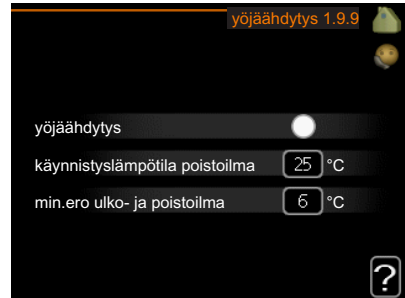 yöjäähdytys 1.9.9
yöjäähdytys
käynnistyslämpötila poistoilma 25 °C
min.ero ulko- ja poistoilma 6 °C
?